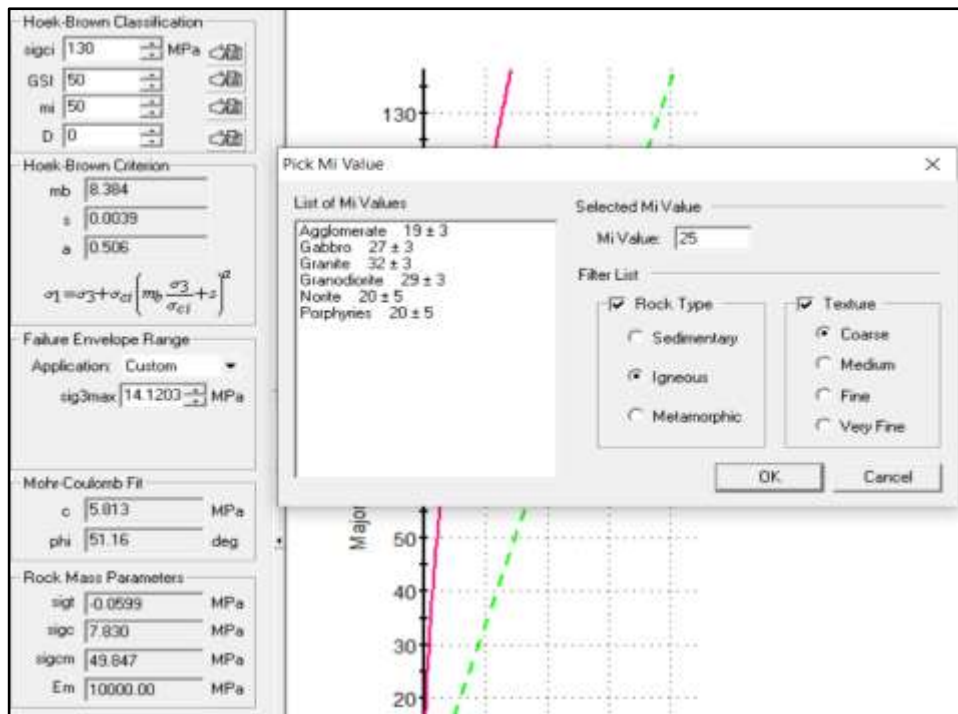 Hoek-Brown Classification
sigci 130 MPa
GSI 50
mi 50
D 0
Hoek-Brown Criterion
mb 8.384
s 0.0039
a 0.506
σ1 = σ3 + σci (mb σ3/σci + s)^a
Failure Envelope Range
Application: Custom
sig3max 14.1203 MPa
Mohr-Coulomb Fit
c 5.813 MPa
phi 51.16 deg
Rock Mass Parameters
sigt -0.0599 MPa
sigc 7.830 MPa
sigcm 49.847 MPa
Em 10000.00 MPa
130
Pick Mi Value
List of Mi Values
Agglomerate 19 ± 3
Gabbro 27 ± 3
Granite 32 ± 3
Granodiorite 29 ± 3
Norite 20 ± 5
Porphyries 20 ± 5
Selected Mi Value
Mi Value: 25
Filter List
Rock Type
Sedimentary
Igneous
Metamorphic
Texture
Coarse
Medium
Fine
Very Fine
OK
Cancel
Major
50
40
30
20